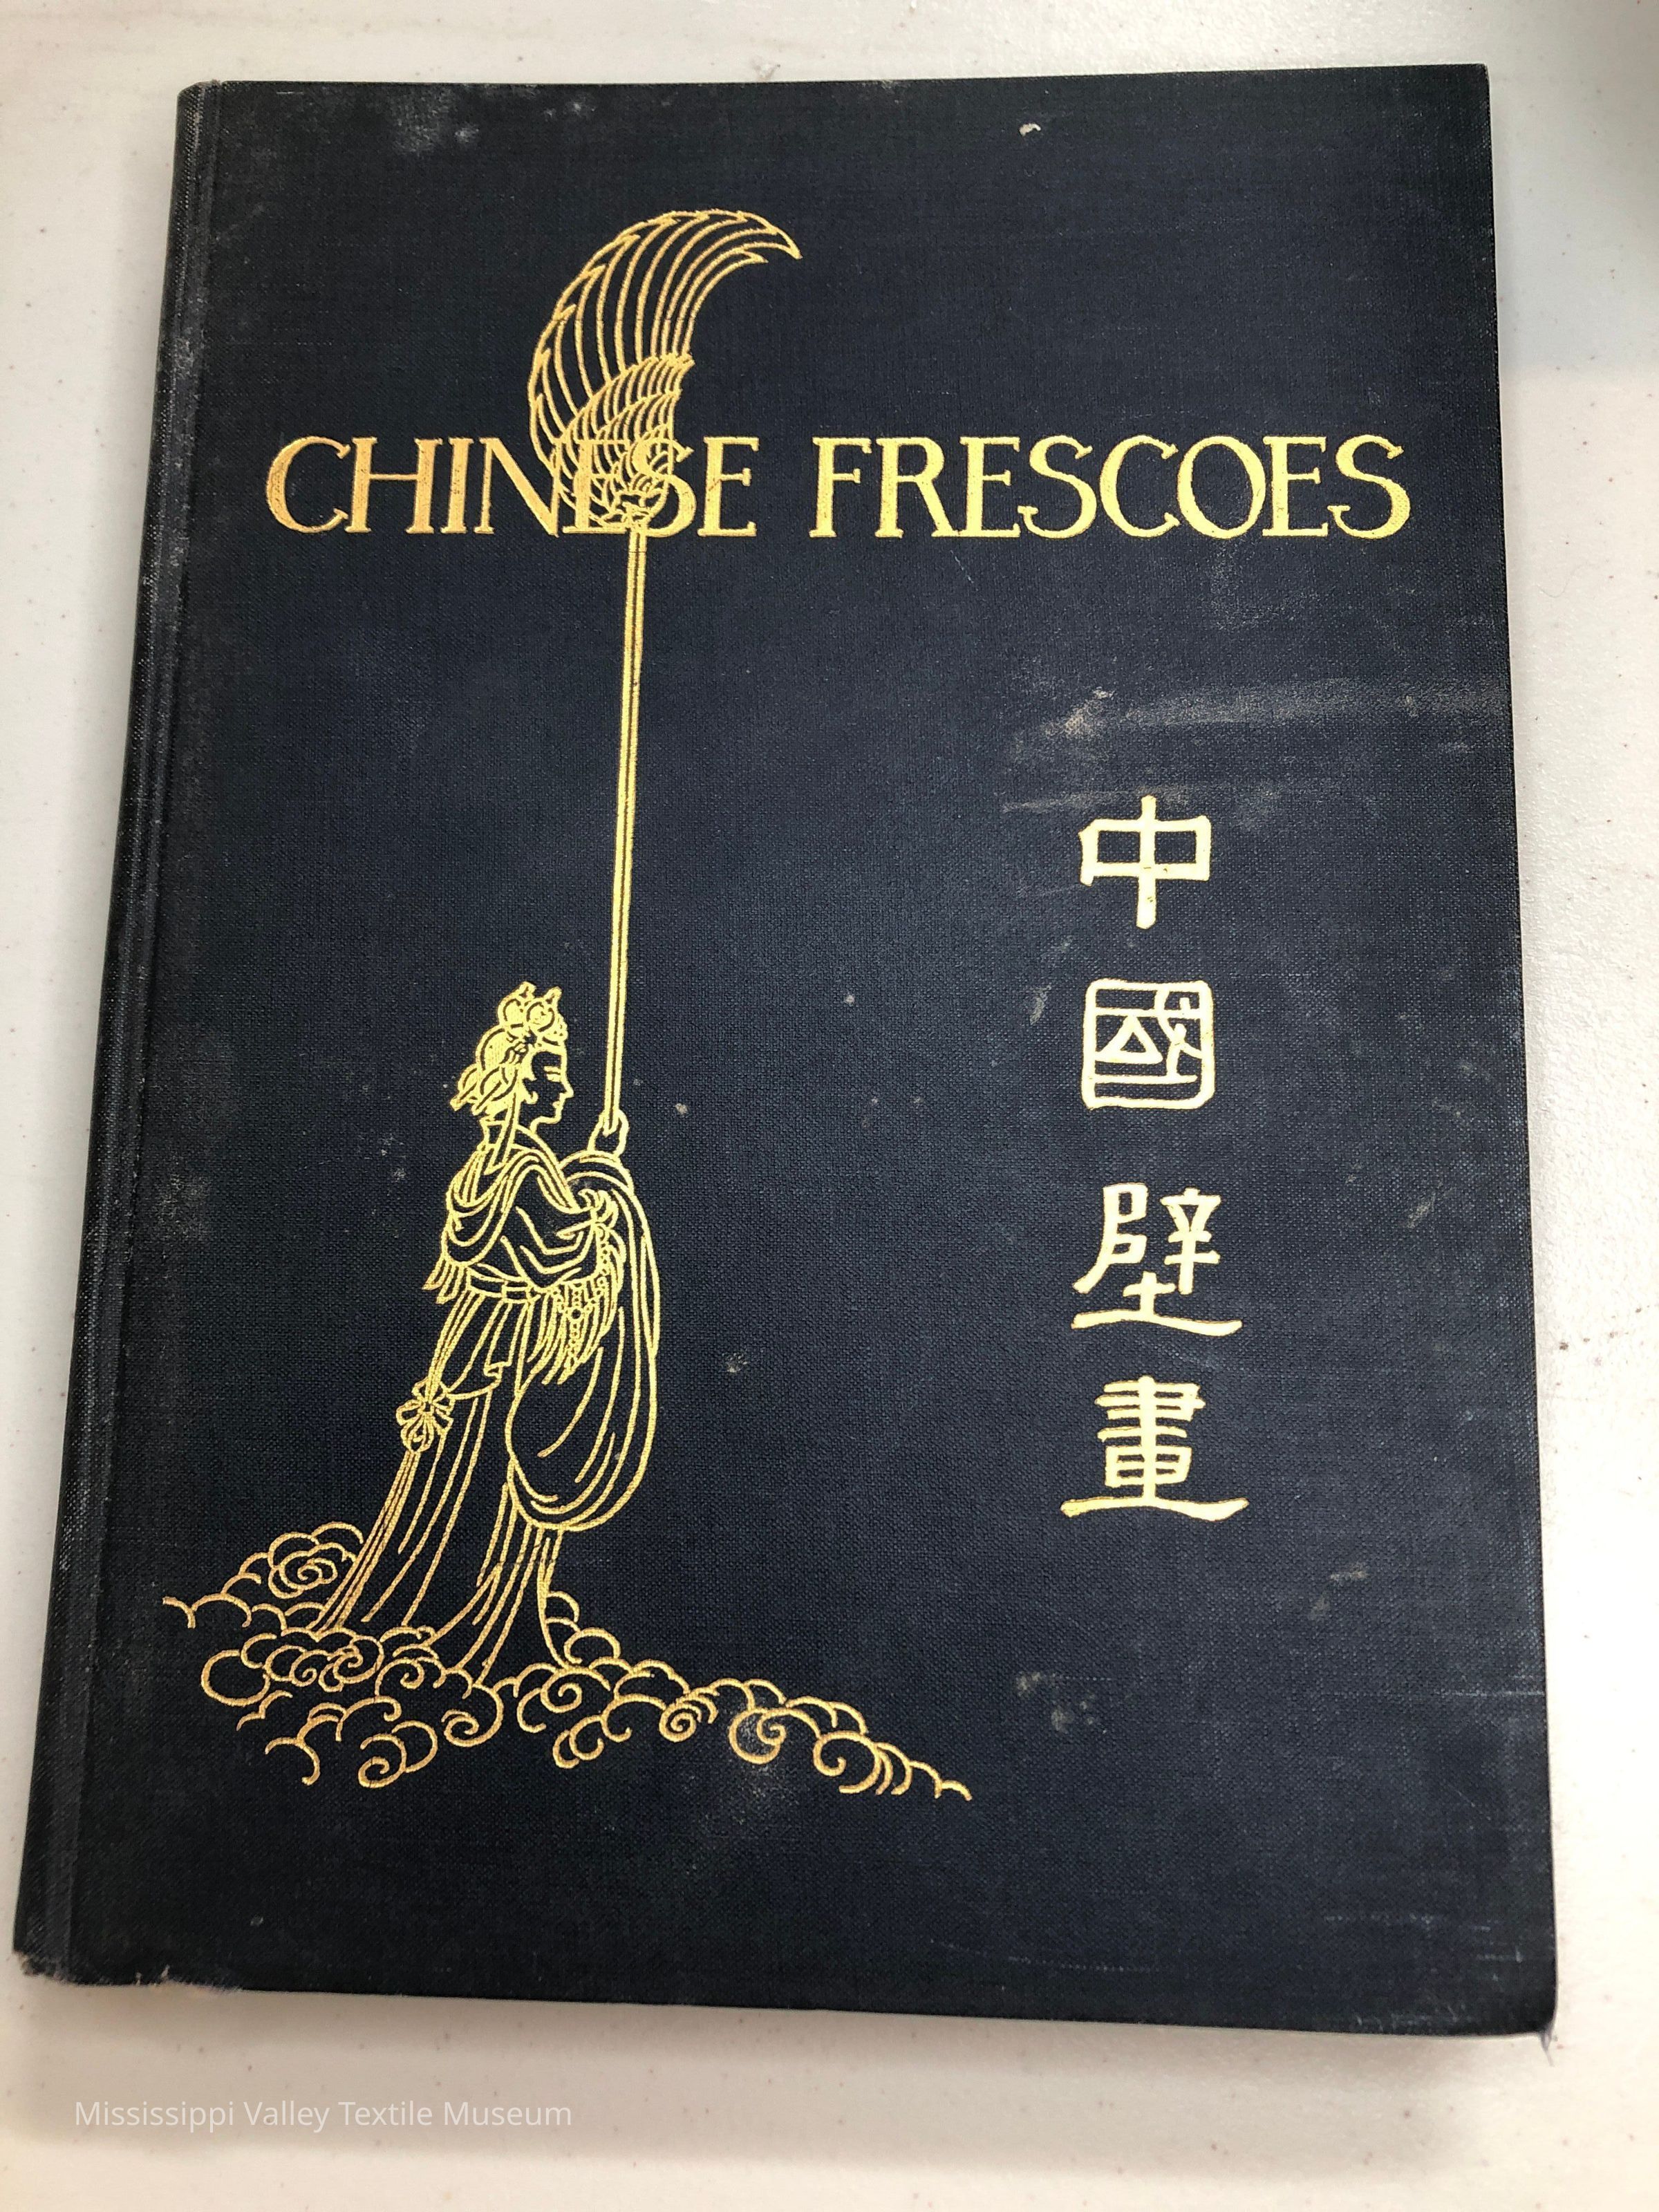 CHINESE FRESCOES
中
國
壁
畫
Mississippi Valley Textile Museum